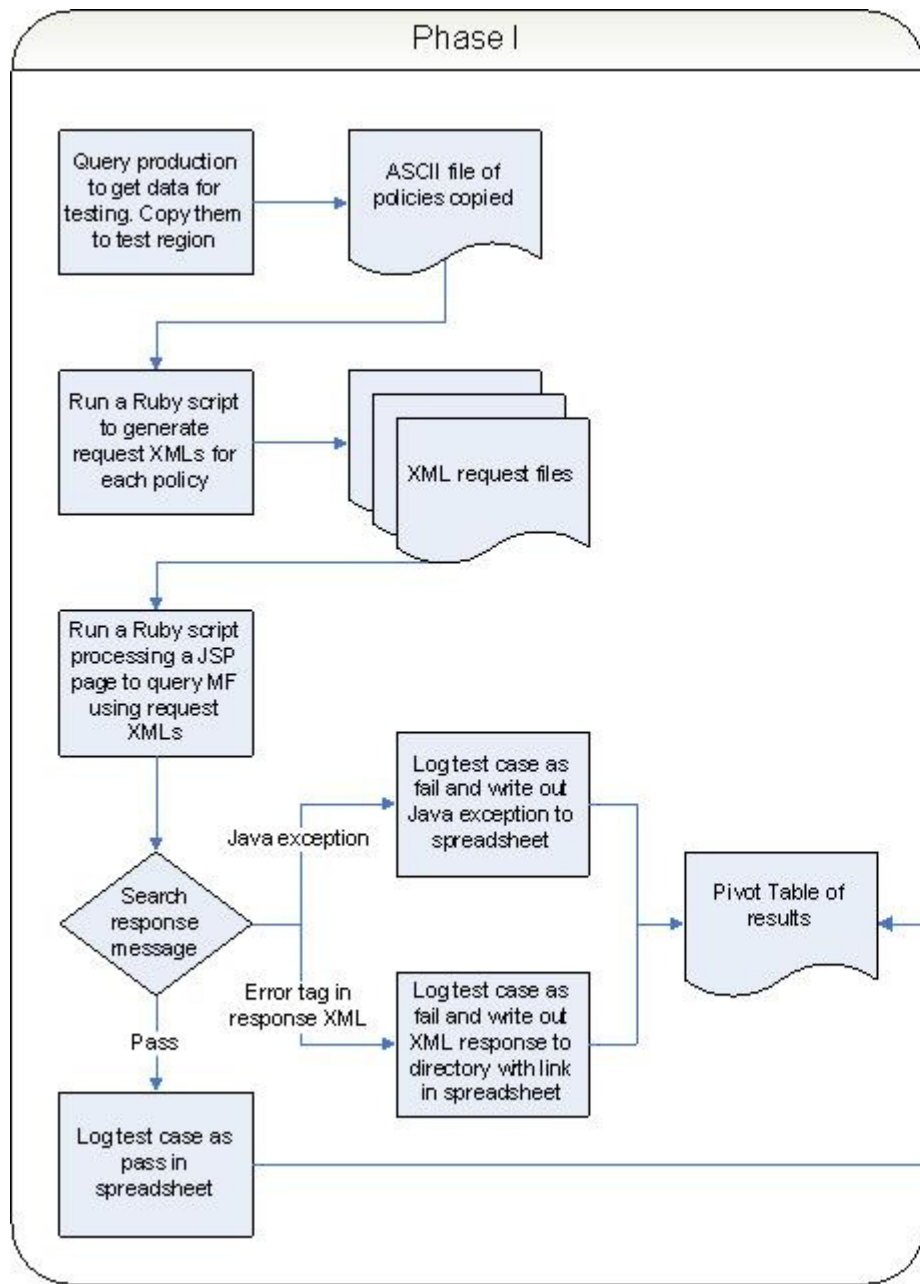 Phase I
Query production
to get data for
testing. Copy them
to test region
ASCII file of
policies copied
Run a Ruby script
to generate
request XMLs for
each policy
XML request files
Run a Ruby script
processing a JSP
page to query MF
using request
XMLs
Search
response
message
Java exception
Log test case as
fail and write out
Java exception to
spreadsheet
Error tag in
response XML
Log test case as
fail and write out
XML response to
directory with link
in spreadsheet
Pivot Table of
results
Pass
Log test case as
pass in
spreadsheet